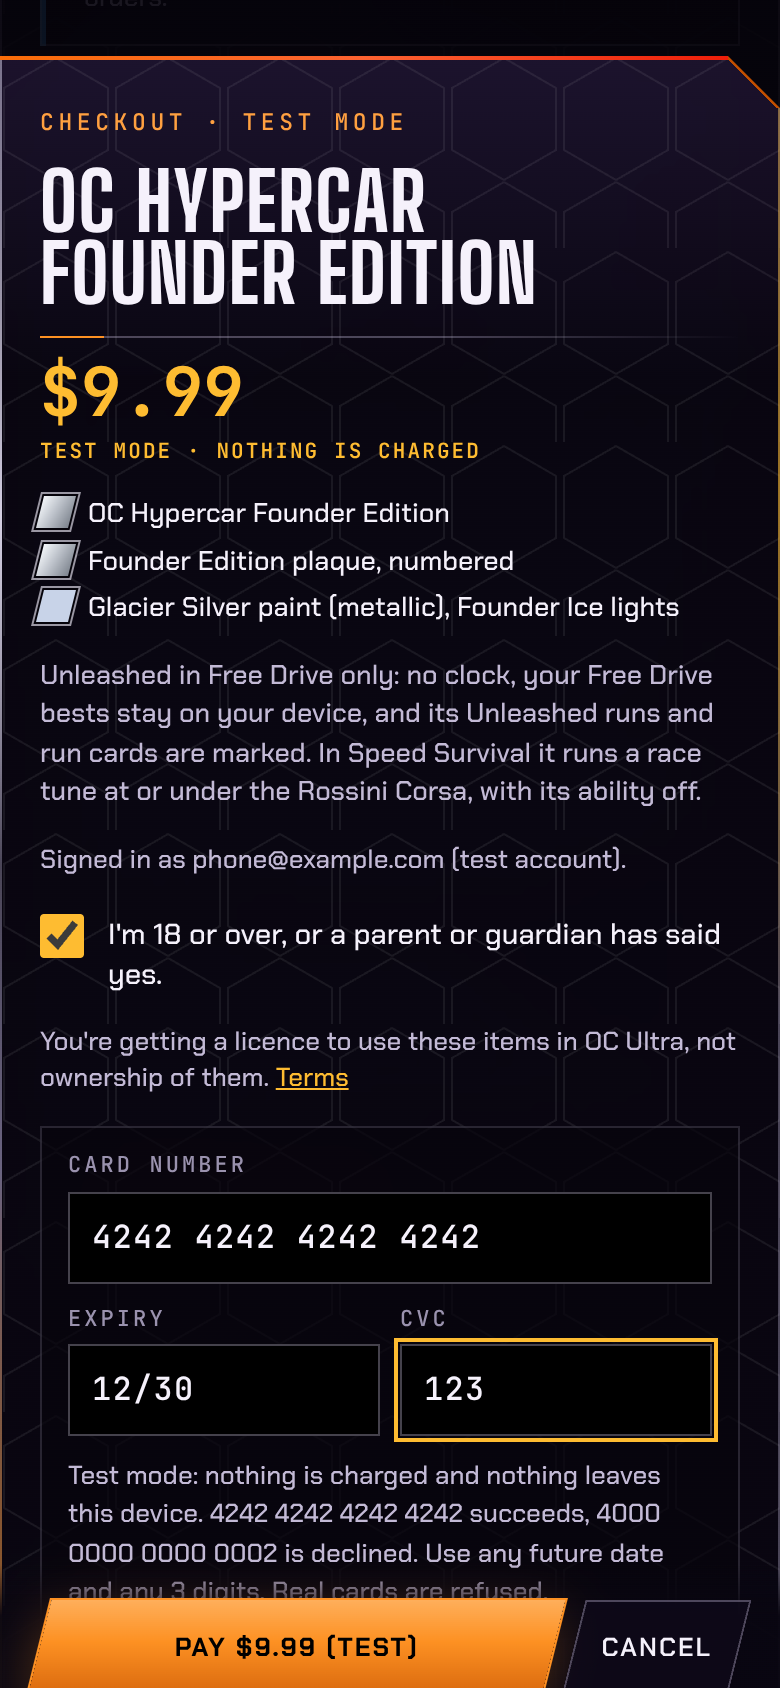 orders.
CHECKOUT · TEST MODE
OC HYPERCAR
FOUNDER EDITION
$9.99
TEST MODE · NOTHING IS CHARGED
OC Hypercar Founder Edition
Founder Edition plaque, numbered
Glacier Silver paint (metallic), Founder Ice lights
Unleashed in Free Drive only: no clock, your Free Drive
bests stay on your device, and its Unleashed runs and
run cards are marked. In Speed Survival it runs a race
tune at or under the Rossini Corsa, with its ability off.
Signed in as phone@example.com (test account).
I'm 18 or over, or a parent or guardian has said
yes.
You're getting a licence to use these items in OC Ultra, not
ownership of them. Terms
CARD NUMBER
4242 4242 4242 4242
EXPIRY CVC
12/30 123
Test mode: nothing is charged and nothing leaves
this device. 4242 4242 4242 4242 succeeds, 4000
0000 0000 0002 is declined. Use any future date
and any 3 digits. Real cards are refused.
PAY $9.99 (TEST) CANCEL